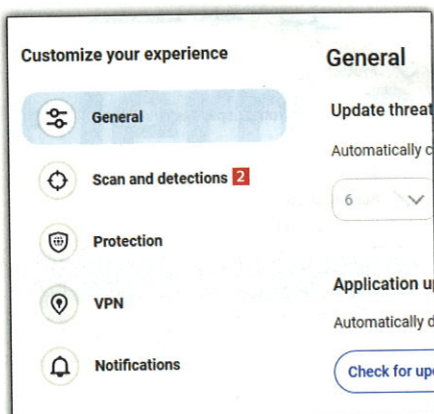 Customize your experience
General
Scan and detections 2
Protection
VPN
Notifications
General
Update threat
Automatically c
6
Application u
Automatically d
Check for up